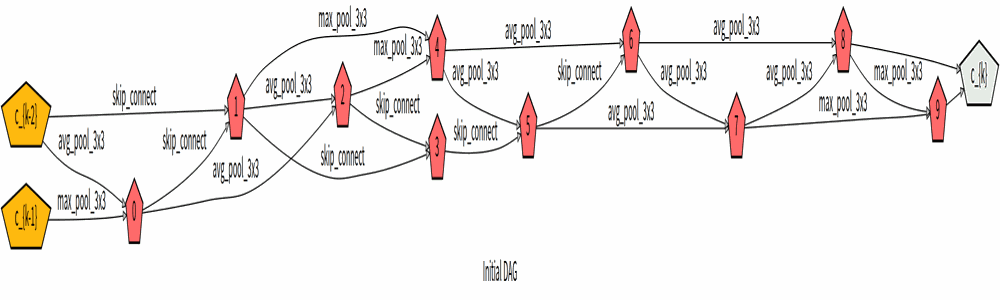 max_pool_3x3
avg_pool_3x3
avg_pool_3x3
6
8
4
max_pool_3x3
c_{k}
avg_pool_3x3
skip_connect
avg_pool_3x3
avg_pool_3x3
max_pool_3x3
skip_connect
avg_pool_3x3
2
1
c_{k-2}
skip_connect
max_pool_3x3
avg_pool_3x3
9
5
7
skip_connect
avg_pool_3x3
skip_connect
3
skip_connect
avg_pool_3x3
max_pool_3x3
0
c_{k-1}
Initial DAG